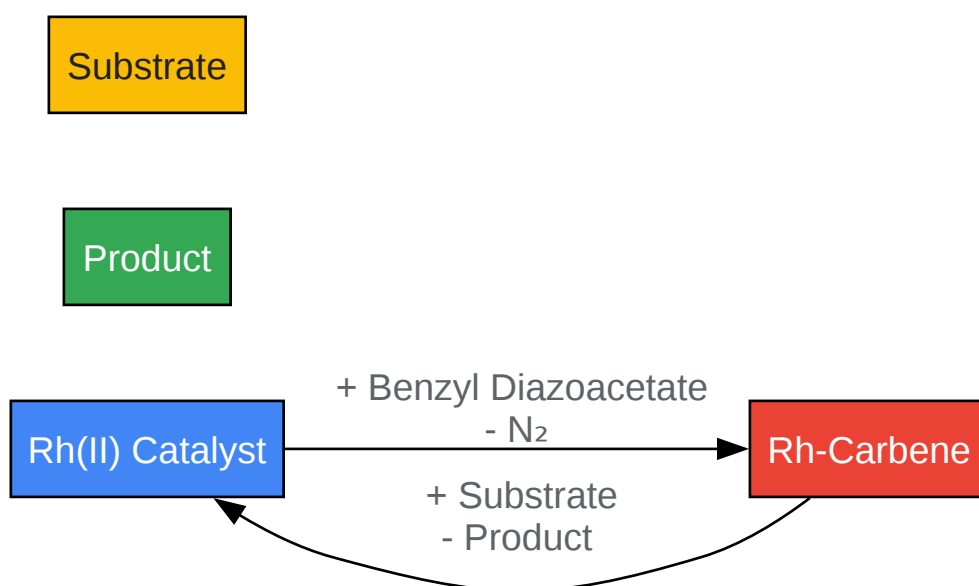 Substrate
Product
+ Benzyl Diazoacetate
- N₂
Rh(II) Catalyst
Rh-Carbene
+ Substrate
- Product